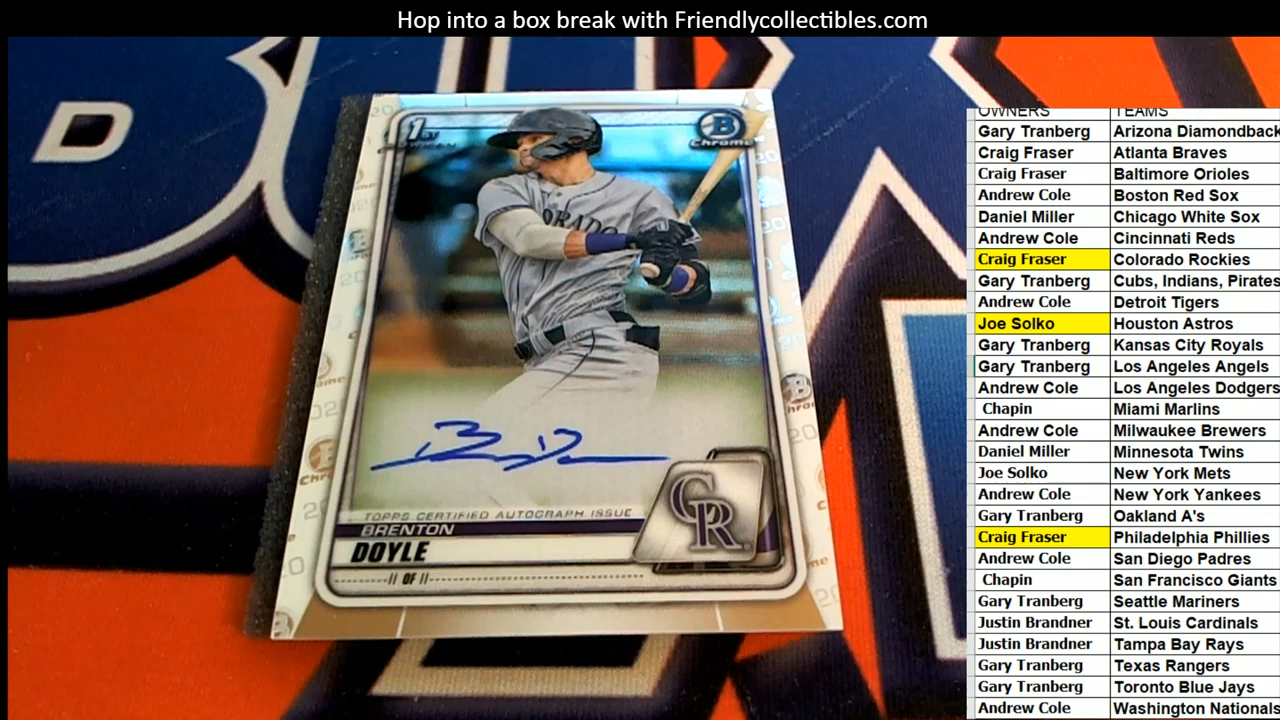 Hop into a box break with Friendlycollectibles.com
D
1ST
BOWMAN
B
Chrome
COLORADO
TOPPS CERTIFIED AUTOGRAPH ISSUE
BRENTON
DOYLE
CR
OWNERS TEAMS
Gary Tranberg Arizona Diamondback
Craig Fraser Atlanta Braves
Craig Fraser Baltimore Orioles
Andrew Cole Boston Red Sox
Daniel Miller Chicago White Sox
Andrew Cole Cincinnati Reds
Craig Fraser Colorado Rockies
Gary Tranberg Cubs, Indians, Pirates
Andrew Cole Detroit Tigers
Joe Solko Houston Astros
Gary Tranberg Kansas City Royals
Gary Tranberg Los Angeles Angels
Andrew Cole Los Angeles Dodgers
Chapin Miami Marlins
Andrew Cole Milwaukee Brewers
Daniel Miller Minnesota Twins
Joe Solko New York Mets
Andrew Cole New York Yankees
Gary Tranberg Oakland A's
Craig Fraser Philadelphia Phillies
Andrew Cole San Diego Padres
Chapin San Francisco Giants
Gary Tranberg Seattle Mariners
Justin Brandner St. Louis Cardinals
Justin Brandner Tampa Bay Rays
Gary Tranberg Texas Rangers
Gary Tranberg Toronto Blue Jays
Andrew Cole Washington Nationals